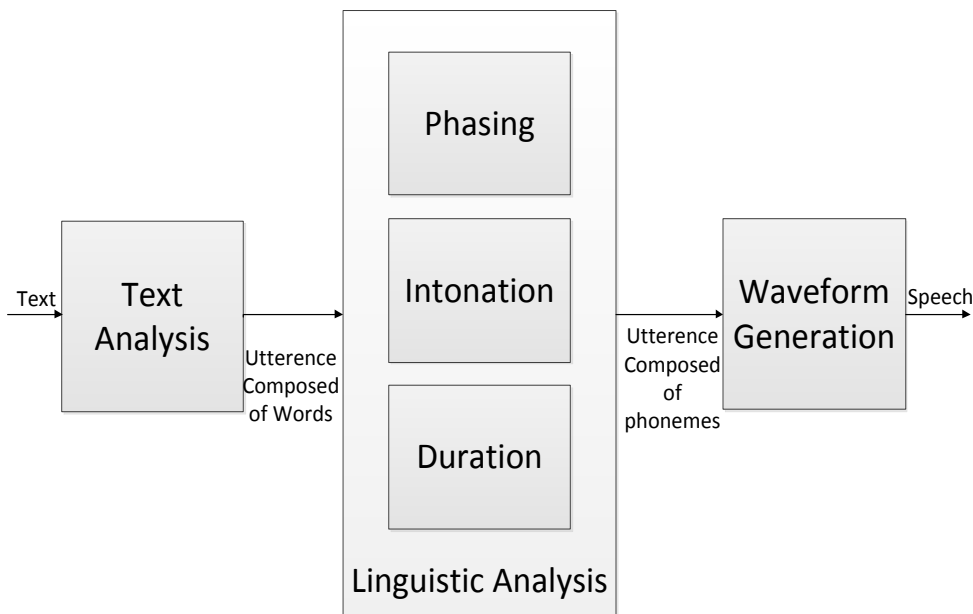 Text
Text
Analysis
Utterence
Composed
of Words
Phasing
Intonation
Duration
Linguistic Analysis
Utterence
Composed
of
phonemes
Waveform
Generation
Speech